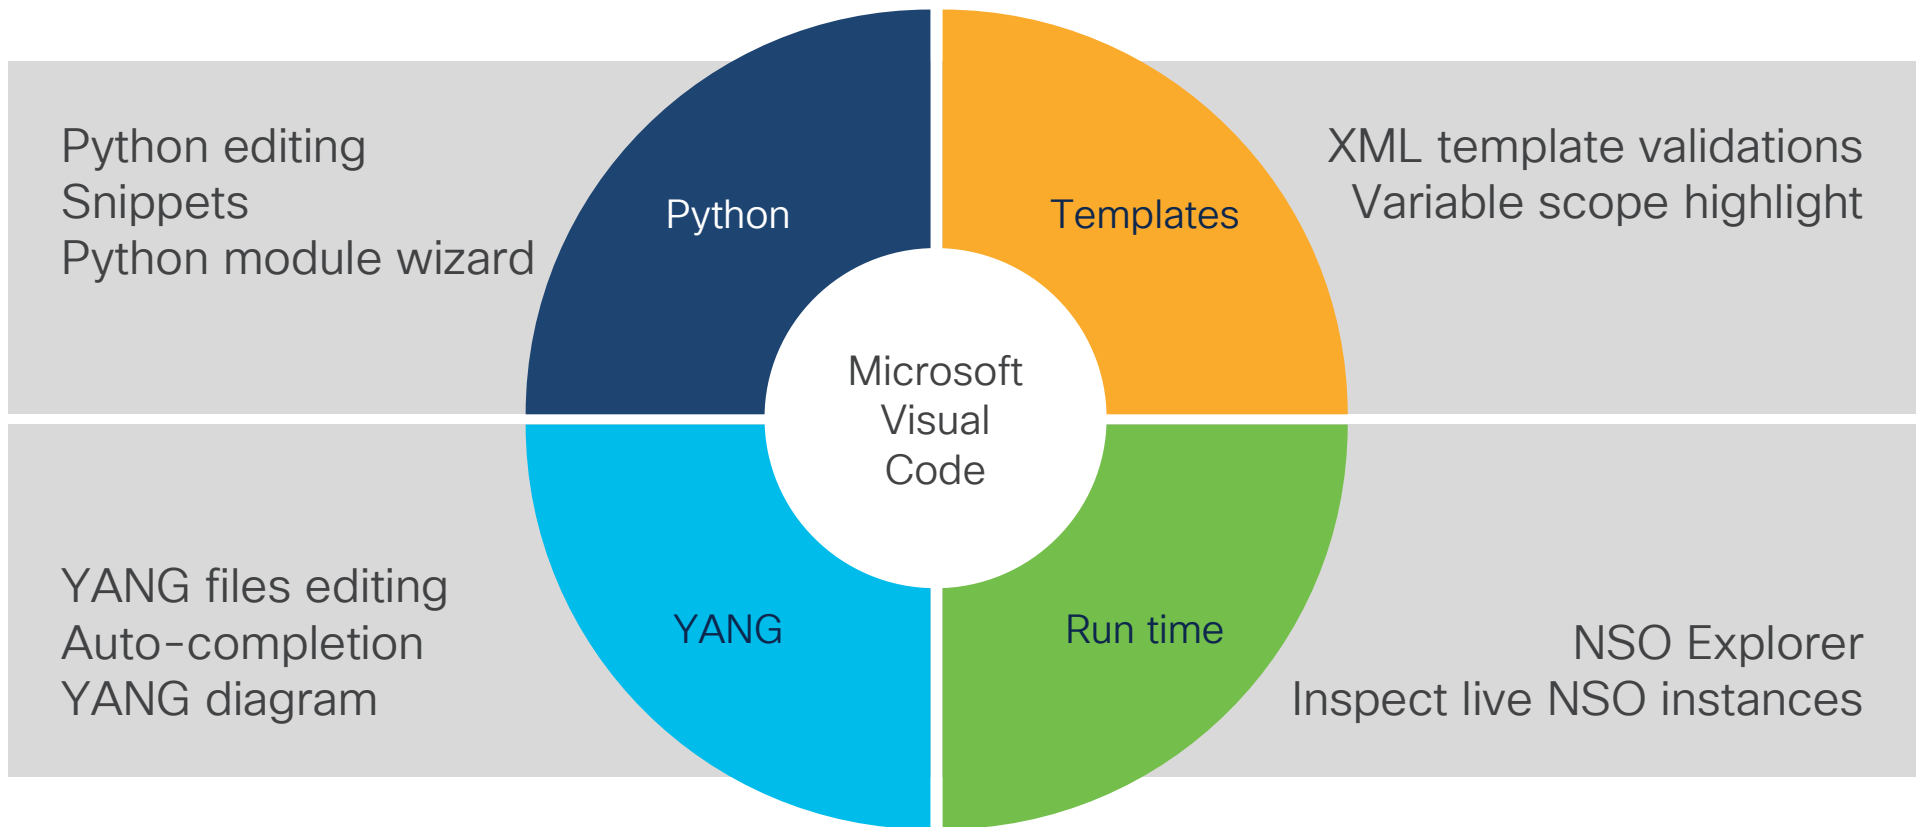 Python editing
Snippets
Python module wizard
Python
Templates
XML template validations
Variable scope highlight
Microsoft
Visual
Code
YANG files editing
Auto-completion
YANG diagram
YANG
Run time
NSO Explorer
Inspect live NSO instances